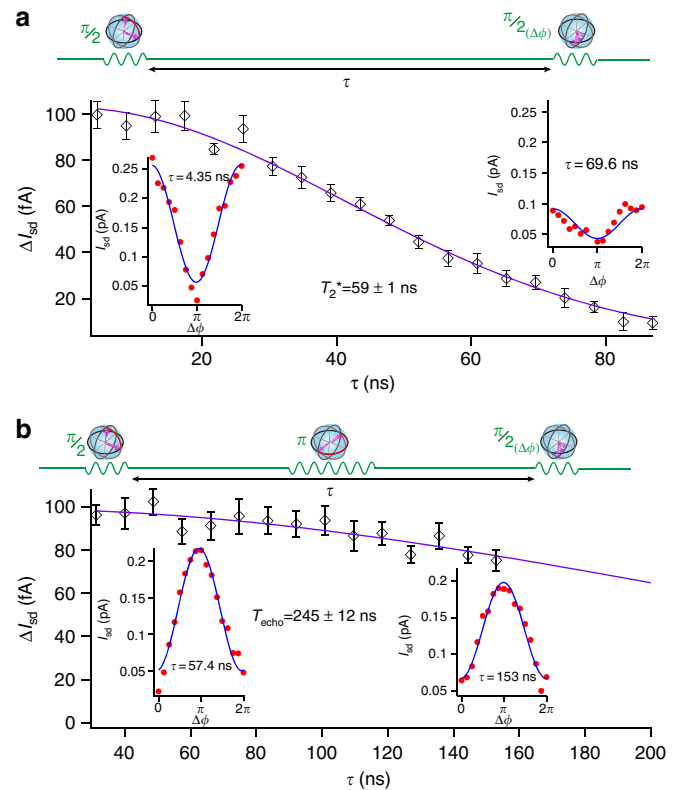 a
π/2
π/2(Δϕ)
τ
ΔIsd (fA)
100
80
60
40
20
Isd (pA)
0.25
0.2
0.15
0.1
0.05
τ = 4.35 ns
0 π 2π
Δϕ
Isd (pA)
0.25
0.2
0.15
0.1
0.05
τ = 69.6 ns
0 π 2π
Δϕ
T2*=59 ± 1 ns
20 40 60 80
τ (ns)
b
π/2
π
π/2(Δϕ)
τ
ΔIsd (fA)
100
80
60
40
20
0
Isd (pA)
0.2
0.15
0.1
0.05
τ = 57.4 ns
0 π 2π
Δϕ
Techo=245 ± 12 ns
Isd (pA)
0.2
0.15
0.1
0.05
τ = 153 ns
0 π 2π
Δϕ
40 60 80 100 120 140 160 180 200
τ (ns)